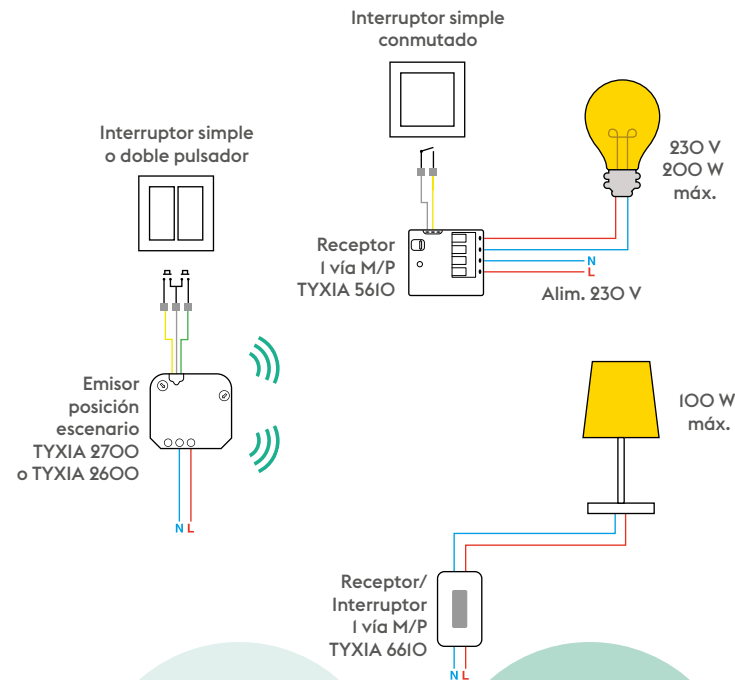 Interruptor simple
conmutado
230 V
200 W
máx.
Interruptor simple
o doble pulsador
Receptor
1 vía M/P
TYXIA 5610
N
L
Alim. 230 V
Emisor
posición
escenario
TYXIA 2700
o TYXIA 2600
N L
100 W
máx.
Receptor/
Interruptor
1 vía M/P
TYXIA 6610
N L